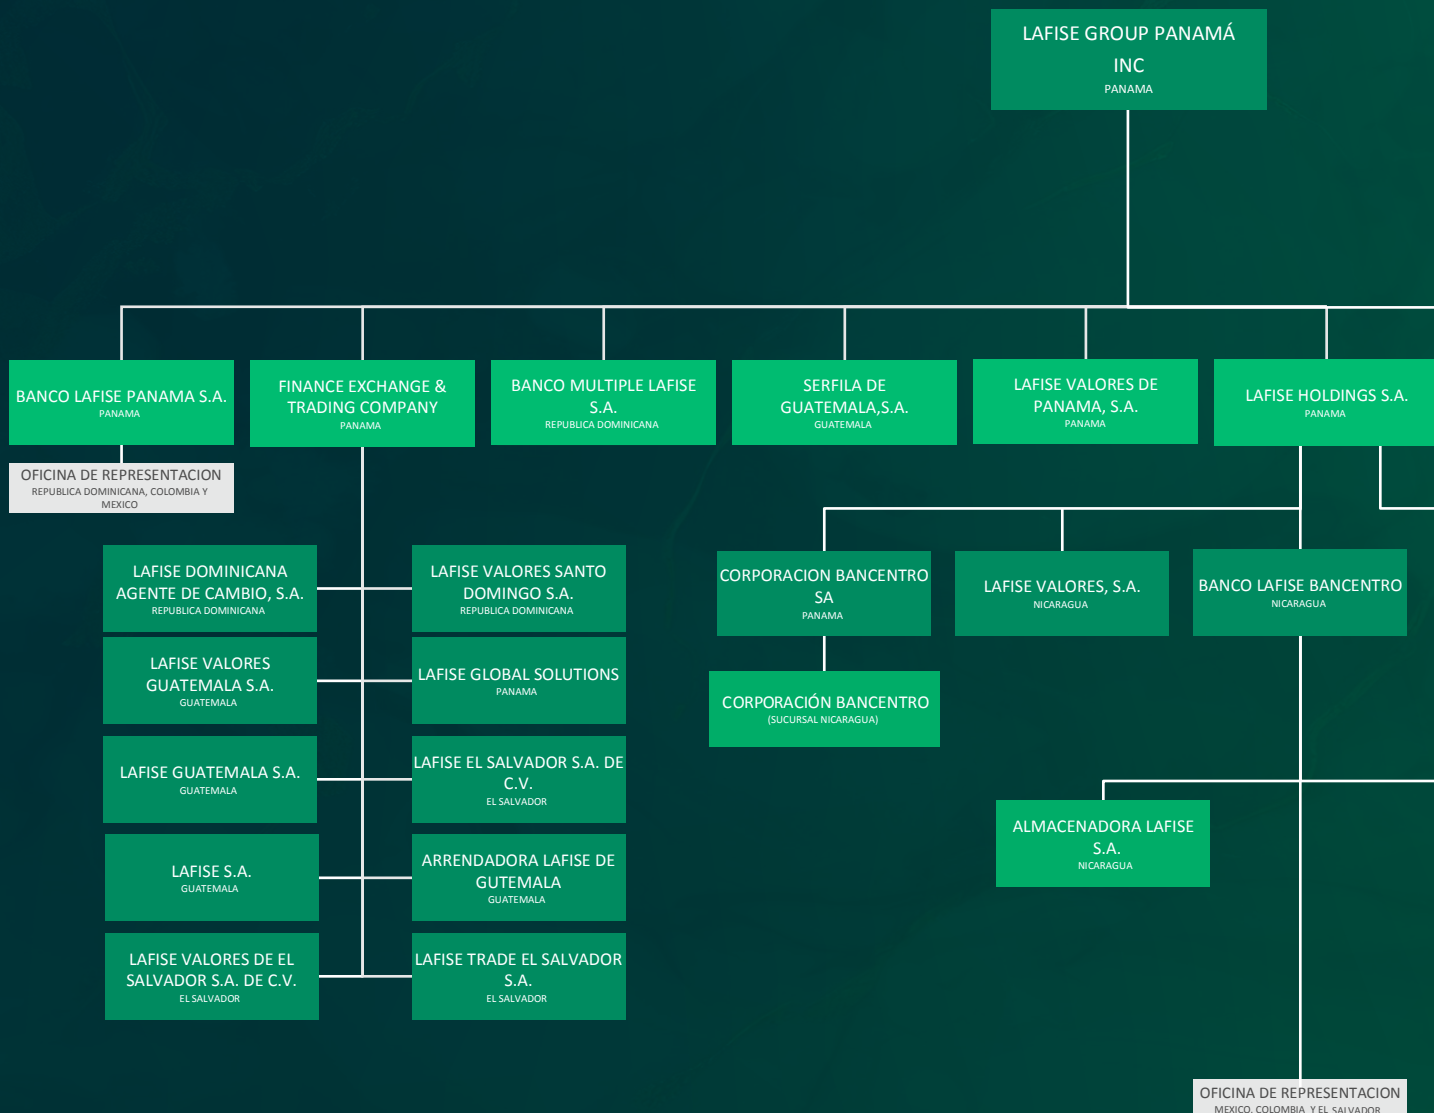 LAFISE GROUP PANAMÁ
INC
PANAMA
BANCO LAFISE PANAMA S.A.
PANAMA
FINANCE EXCHANGE &
TRADING COMPANY
PANAMA
BANCO MULTIPLE LAFISE
S.A.
REPUBLICA DOMINICANA
SERFILA DE
GUATEMALA,S.A.
GUATEMALA
LAFISE VALORES DE
PANAMA, S.A.
PANAMA
LAFISE HOLDINGS S.A.
PANAMA
OFICINA DE REPRESENTACION
REPUBLICA DOMINICANA, COLOMBIA Y
MEXICO
LAFISE DOMINICANA
AGENTE DE CAMBIO, S.A.
REPUBLICA DOMINICANA
LAFISE VALORES SANTO
DOMINGO S.A.
REPUBLICA DOMINICANA
LAFISE VALORES
GUATEMALA S.A.
GUATEMALA
LAFISE GLOBAL SOLUTIONS
PANAMA
LAFISE GUATEMALA S.A.
GUATEMALA
LAFISE EL SALVADOR S.A. DE
C.V.
EL SALVADOR
LAFISE S.A.
GUATEMALA
ARRENDADORA LAFISE DE
GUTEMALA
GUATEMALA
LAFISE VALORES DE EL
SALVADOR S.A. DE C.V.
EL SALVADOR
LAFISE TRADE EL SALVADOR
S.A.
EL SALVADOR
CORPORACION BANCENTRO
SA
PANAMA
LAFISE VALORES, S.A.
NICARAGUA
BANCO LAFISE BANCENTRO
NICARAGUA
CORPORACIÓN BANCENTRO
(SUCURSAL NICARAGUA)
ALMACENADORA LAFISE
S.A.
NICARAGUA
OFICINA DE REPRESENTACION
MEXICO, COLOMBIA Y EL SALVADOR